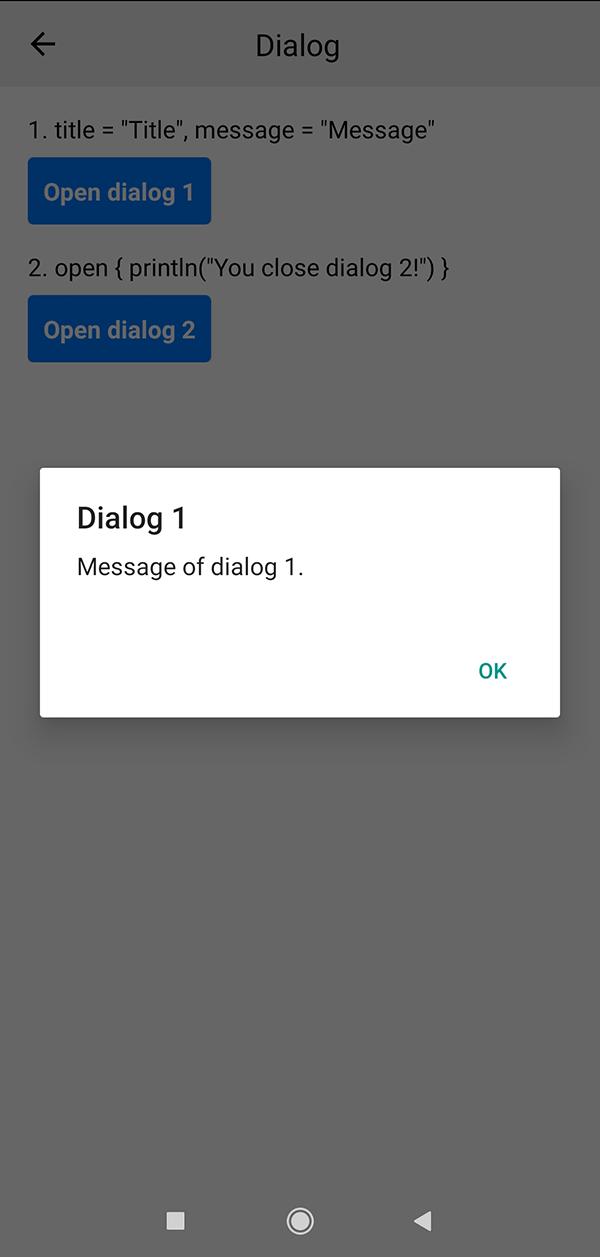 Dialog
1. title = "Title", message = "Message"
Open dialog 1
2. open { println("You close dialog 2!") }
Open dialog 2
Dialog 1
Message of dialog 1.
OK